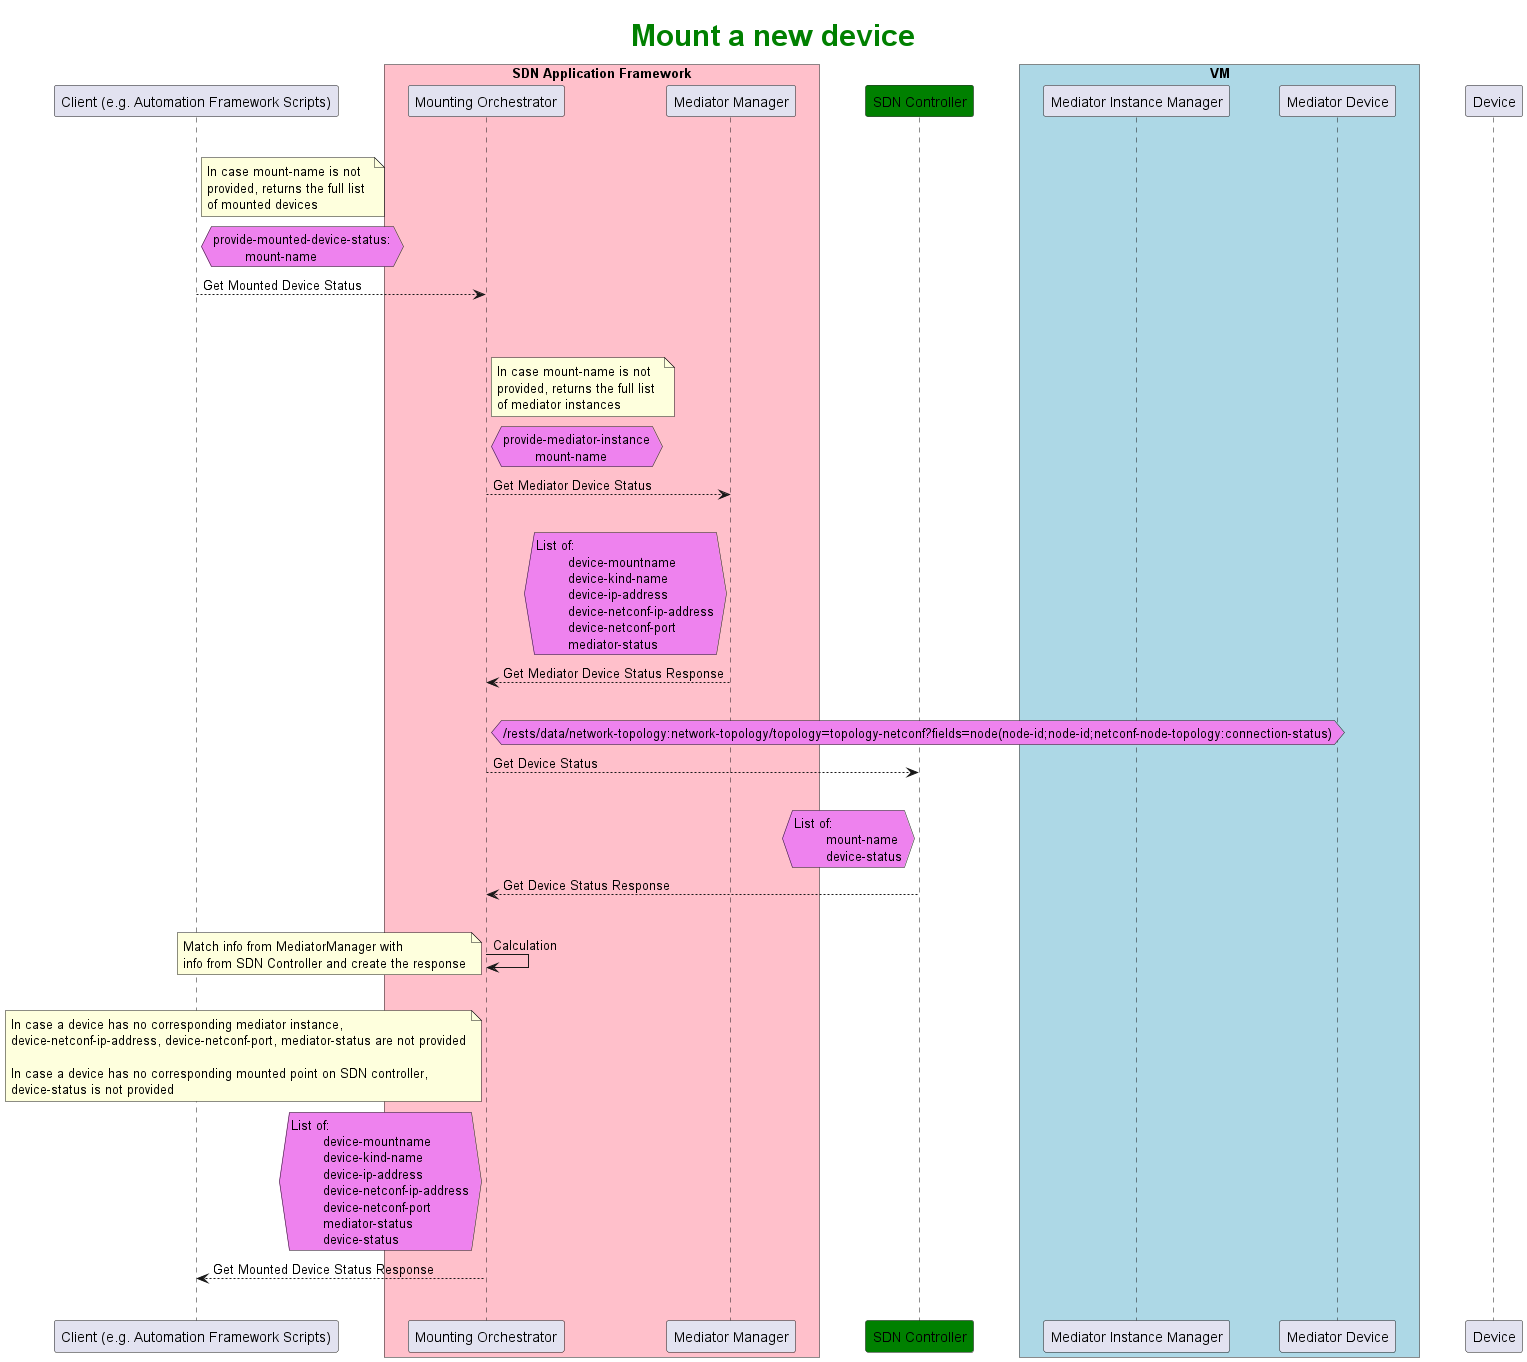 Mount a new device
SDN Application Framework
VM
Client (e.g. Automation Framework Scripts)
Mounting Orchestrator
Mediator Manager
SDN Controller
Mediator Instance Manager
Mediator Device
Device
In case mount-name is not
provided, returns the full list
of mounted devices
provide-mounted-device-status:
mount-name
Get Mounted Device Status
In case mount-name is not
provided, returns the full list
of mediator instances
provide-mediator-instance
mount-name
Get Mediator Device Status
List of:
device-mountname
device-kind-name
device-ip-address
device-netconf-ip-address
device-netconf-port
mediator-status
Get Mediator Device Status Response
/rests/data/network-topology:network-topology/topology=topology-netconf?fields=node(node-id;node-id;netconf-node-topology:connection-status)
Get Device Status
List of:
mount-name
device-status
Get Device Status Response
Match info from MediatorManager with
info from SDN Controller and create the response
Calculation
In case a device has no corresponding mediator instance,
device-netconf-ip-address, device-netconf-port, mediator-status are not provided
In case a device has no corresponding mounted point on SDN controller,
device-status is not provided
List of:
device-mountname
device-kind-name
device-ip-address
device-netconf-ip-address
device-netconf-port
mediator-status
device-status
Get Mounted Device Status Response
Client (e.g. Automation Framework Scripts)
Mounting Orchestrator
Mediator Manager
SDN Controller
Mediator Instance Manager
Mediator Device
Device